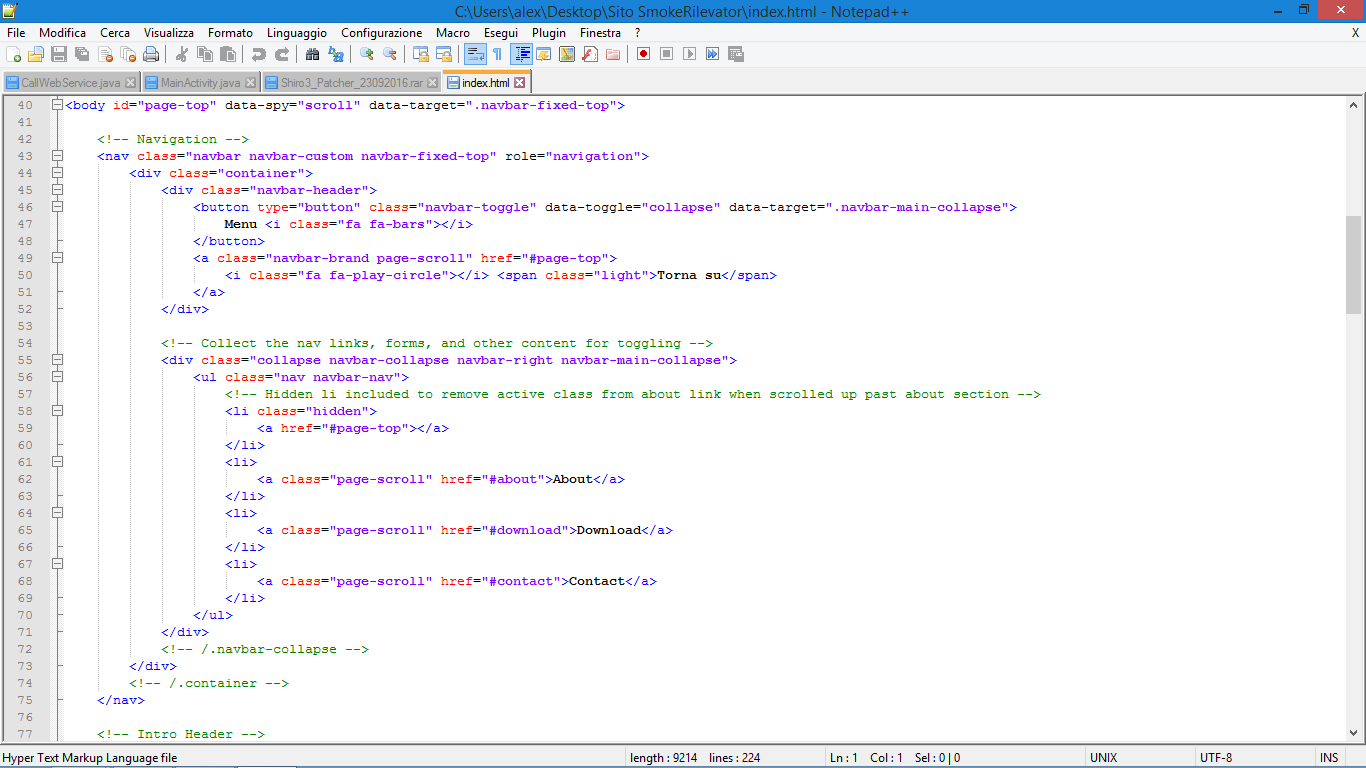 C:\Users\alex\Desktop\Sito SmokeRilevator\index.html - Notepad++
File Modifica Cerca Visualizza Formato Linguaggio Configurazione Macro Esegui Plugin Finestra ? X
CallWebService.java MainActivity.java Shiro3_Patcher_23092016.rar index.html
40 <body id="page-top" data-spy="scroll" data-target=".navbar-fixed-top">
41
42 <!-- Navigation -->
43 <nav class="navbar navbar-custom navbar-fixed-top" role="navigation">
44 <div class="container">
45 <div class="navbar-header">
46 <button type="button" class="navbar-toggle" data-toggle="collapse" data-target=".navbar-main-collapse">
47 Menu <i class="fa fa-bars"></i>
48 </button>
49 <a class="navbar-brand page-scroll" href="#page-top">
50 <i class="fa fa-play-circle"></i> <span class="light">Torna su</span>
51 </a>
52 </div>
53
54 <!-- Collect the nav links, forms, and other content for toggling -->
55 <div class="collapse navbar-collapse navbar-right navbar-main-collapse">
56 <ul class="nav navbar-nav">
57 <!-- Hidden li included to remove active class from about link when scrolled up past about section -->
58 <li class="hidden">
59 <a href="#page-top"></a>
60 </li>
61 <li>
62 <a class="page-scroll" href="#about">About</a>
63 </li>
64 <li>
65 <a class="page-scroll" href="#download">Download</a>
66 </li>
67 <li>
68 <a class="page-scroll" href="#contact">Contact</a>
69 </li>
70 </ul>
71 </div>
72 <!-- /.navbar-collapse -->
73 </div>
74 <!-- /.container -->
75 </nav>
76
77 <!-- Intro Header -->
Hyper Text Markup Language file length : 9214 lines : 224 Ln : 1 Col : 1 Sel : 0 | 0 UNIX UTF-8 INS